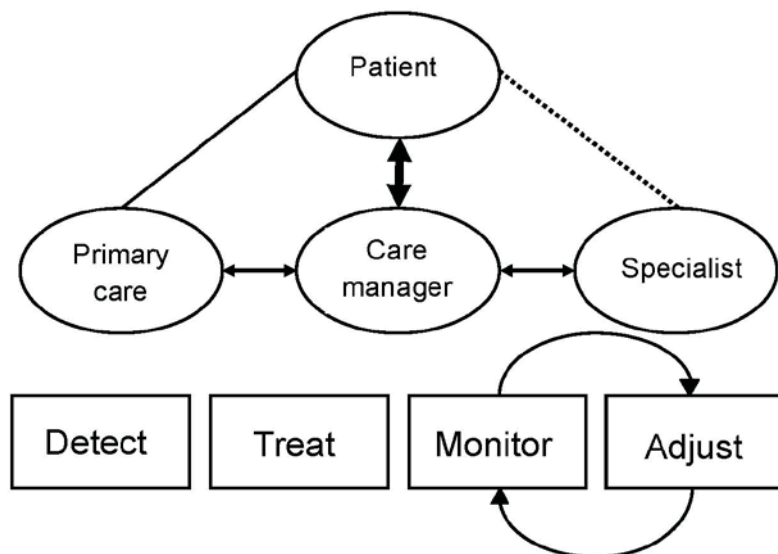 Patient
Primary
care
Care
manager
Specialist
Detect
Treat
Monitor
Adjust